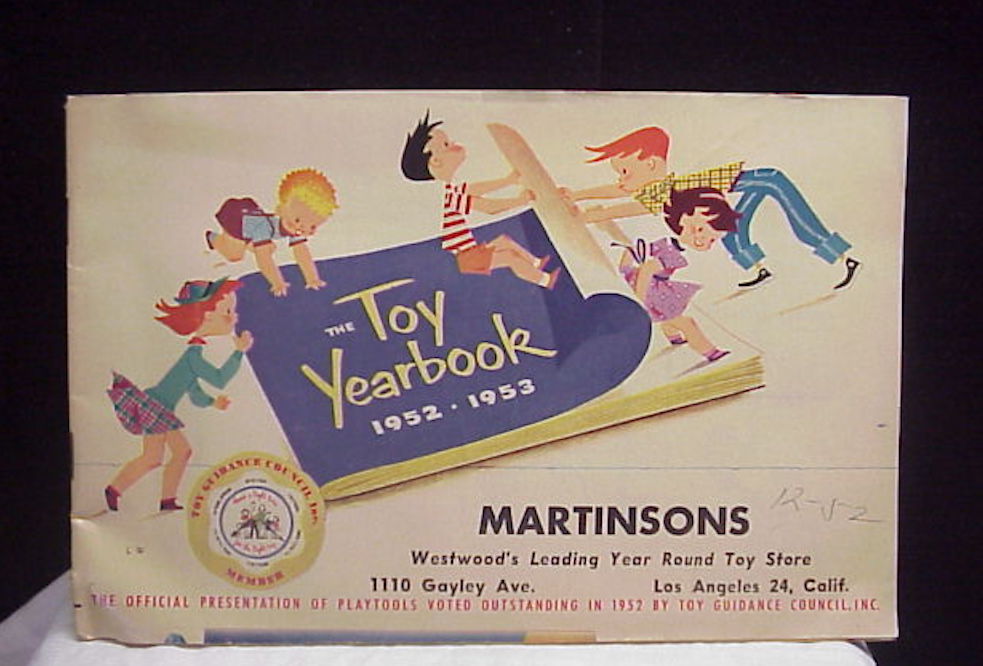 THE Toy
Yearbook
1952 · 1953
TOY GUIDANCE COUNCIL, Inc.
MEMBER
MARTINSONS
12-52
Westwood's Leading Year Round Toy Store
1110 Gayley Ave. Los Angeles 24, Calif.
THE OFFICIAL PRESENTATION OF PLAYTOOLS VOTED OUTSTANDING IN 1952 BY TOY GUIDANCE COUNCIL, INC.